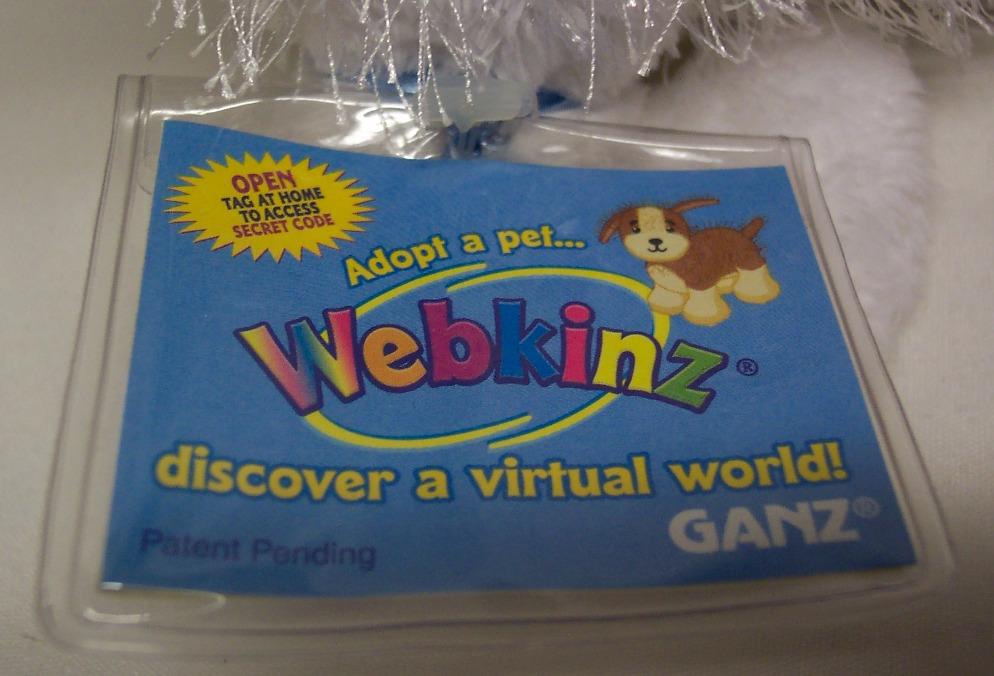 OPEN
TAG AT HOME
TO ACCESS
SECRET CODE
Adopt a pet...
Webkinz®
discover a virtual world!
GANZ®
Patent Pending